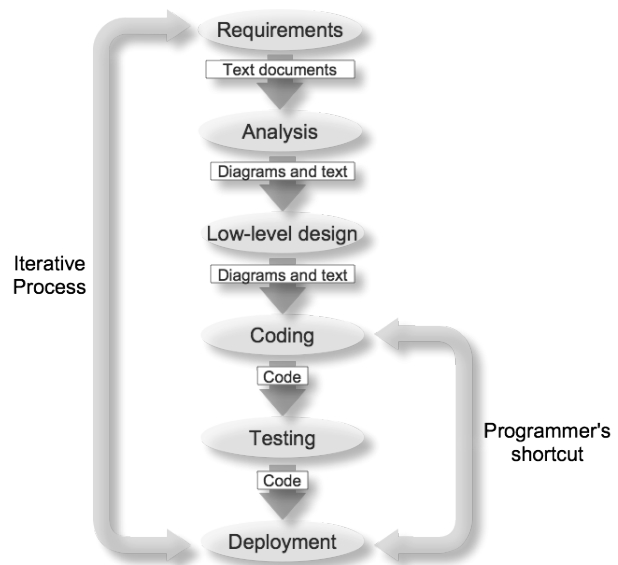 Requirements
Text documents
Analysis
Diagrams and text
Low-level design
Diagrams and text
Iterative
Process
Coding
Code
Testing
Programmer's
shortcut
Code
Deployment